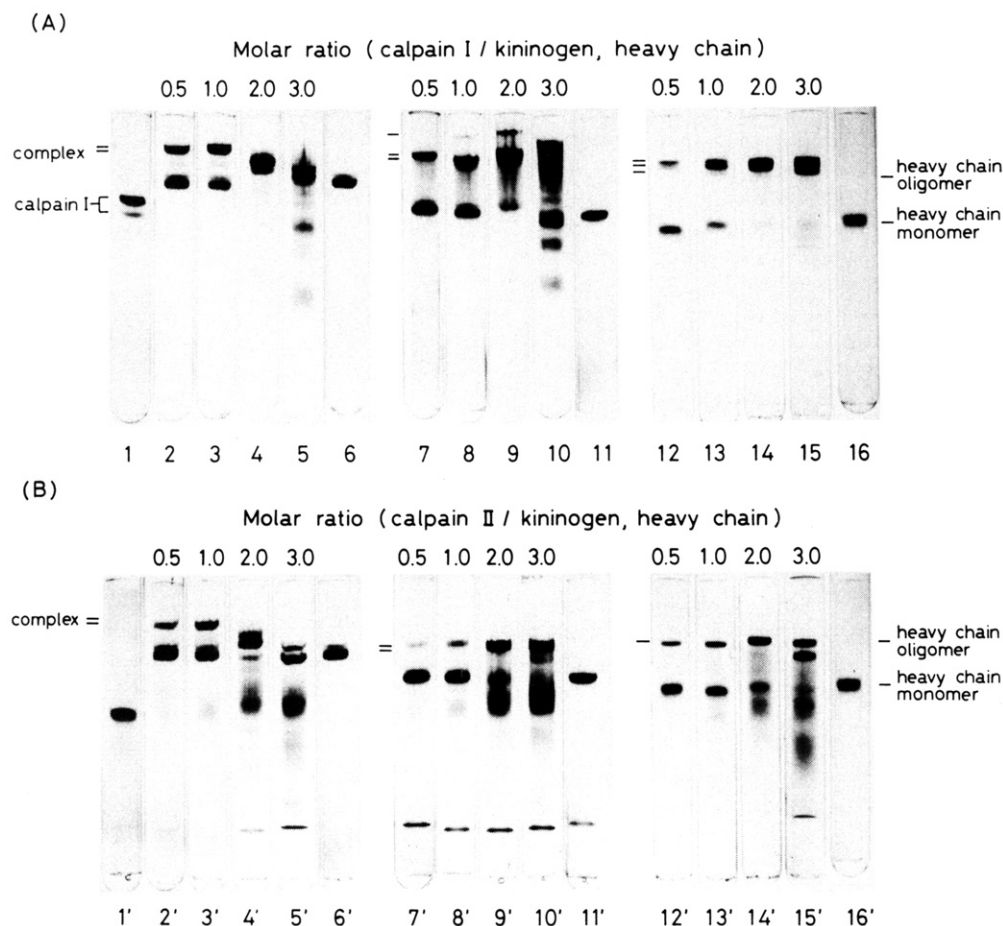 (A)
Molar ratio (calpain I / kininogen, heavy chain)
0.5 1.0 2.0 3.0 0.5 1.0 2.0 3.0 0.5 1.0 2.0 3.0
complex =
calpain I
heavy chain
oligomer
heavy chain
monomer
1 2 3 4 5 6 7 8 9 10 11 12 13 14 15 16
(B)
Molar ratio (calpain II / kininogen, heavy chain)
0.5 1.0 2.0 3.0 0.5 1.0 2.0 3.0 0.5 1.0 2.0 3.0
complex =
heavy chain
oligomer
heavy chain
monomer
1' 2' 3' 4' 5' 6' 7' 8' 9' 10' 11' 12' 13' 14' 15' 16'